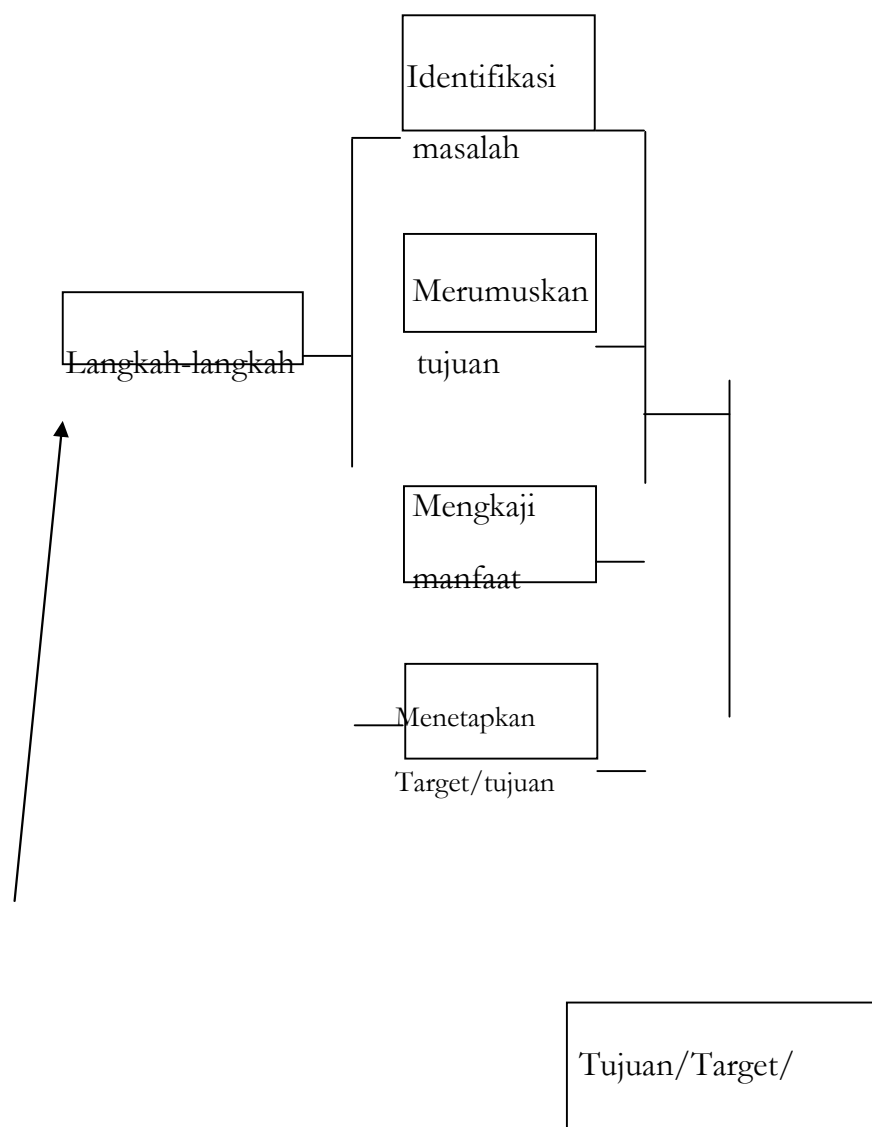 Identifikasi
masalah
Merumuskan
Langkah-langkah
tujuan
Mengkaji
manfaat
Menetapkan
Target/tujuan
Tujuan/Target/